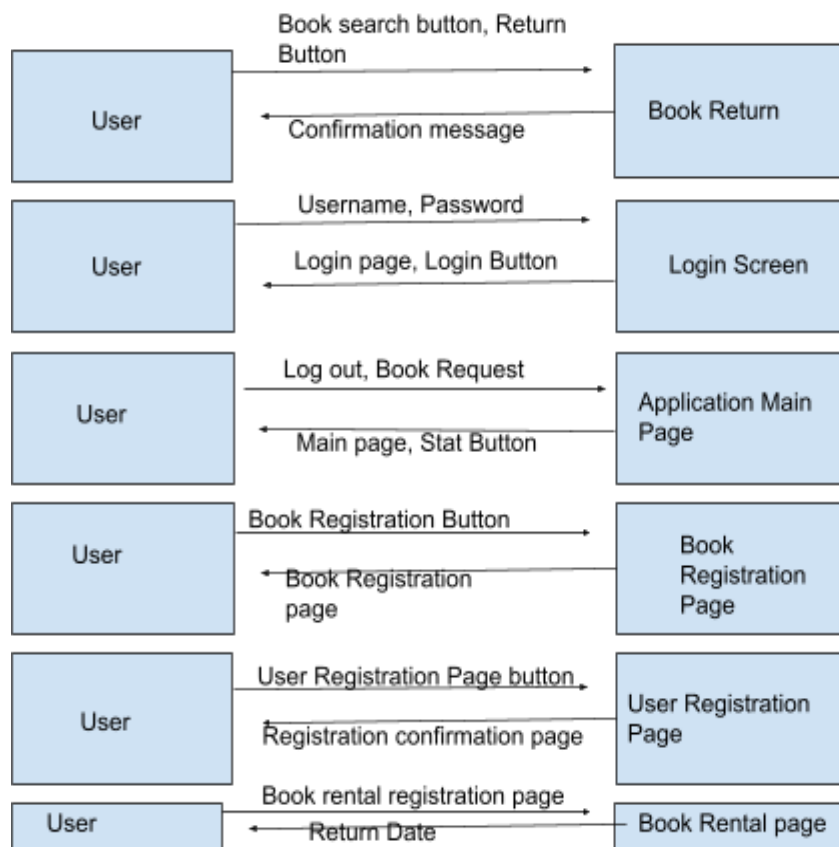 Book search button, Return
Button
User
Book Return
Confirmation message
Username, Password
User
Login page, Login Button
Login Screen
Log out, Book Request
User
Application Main
Page
Main page, Stat Button
Book Registration Button
User
Book
Registration
Page
Book Registration
page
User Registration Page button
User
User Registration
Page
Registration confirmation page
Book rental registration page
User
Book Rental page
Return Date